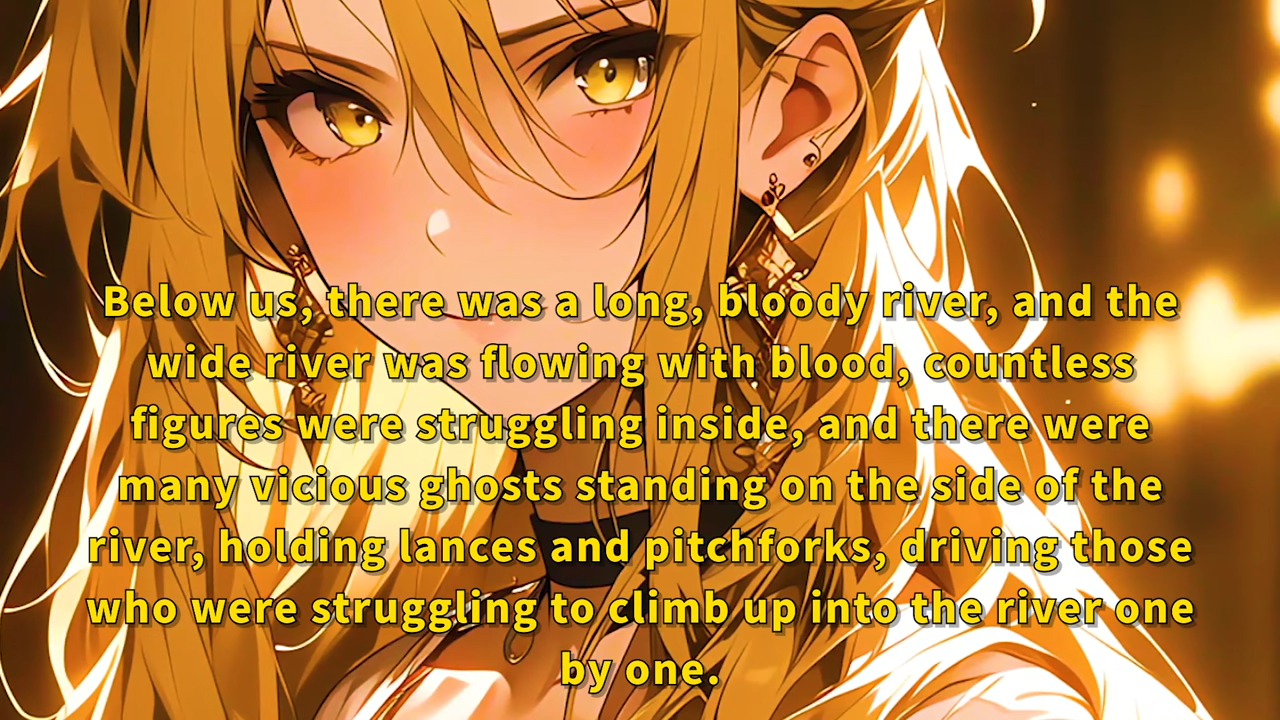 Below us, there was a long, bloody river, and the
wide river was flowing with blood, countless
figures were struggling inside, and there were
many vicious ghosts standing on the side of the
river, holding lances and pitchforks, driving those
who were struggling to climb up into the river one
by one.